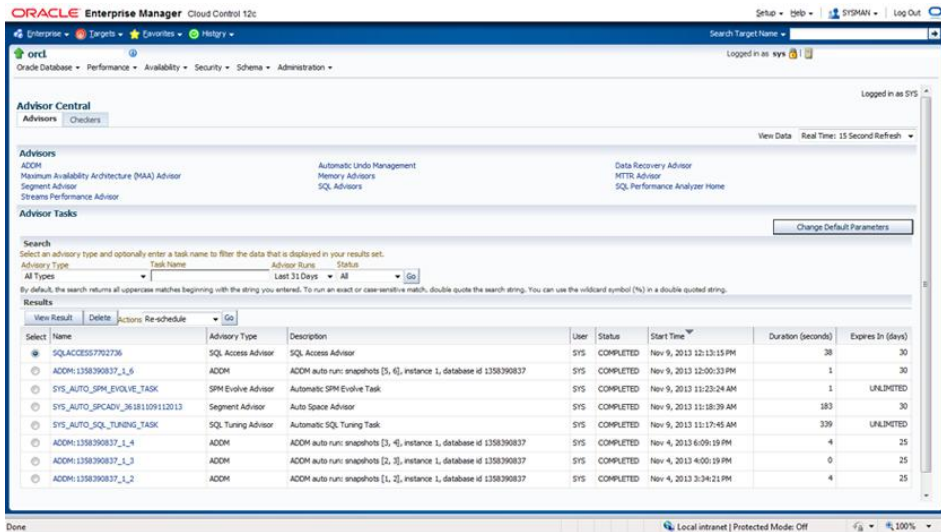 ORACLE Enterprise Manager Cloud Control 12c
Setup Help SYSMAN Log Out
Enterprise Targets Favorites History Search Target Name
orcl Logged in as sys
Oracle Database Performance Availability Security Schema Administration
Logged in as SYS
Advisor Central
Advisors Checkers
View Data Real Time: 15 Second Refresh
Advisors
ADDM Automatic Undo Management Data Recovery Advisor
Maximum Availability Architecture (MAA) Advisor Memory Advisors MTTR Advisor
Segment Advisor SQL Advisors SQL Performance Analyzer Home
Streams Performance Advisor
Advisor Tasks
Change Default Parameters
Search
Select an advisory type and optionally enter a task name to filter the data that is displayed in your results set.
Advisory Type Task Name Advisor Runs Status
All Types Last 31 Days All Go
By default, the search returns all uppercase matches beginning with the string you entered. To run an exact or case-sensitive match, double quote the search string. You can use the wildcard symbol (%) in a double quoted string.
Results
View Result Delete Actions Re-schedule Go
Select Name Advisory Type Description User Status Start Time Duration (seconds) Expires In (days)
SQLACCESS7702736 SQL Access Advisor SQL Access Advisor SYS COMPLETED Nov 9, 2013 12:13:15 PM 38 30
ADDM:1358390837_1_6 ADDM ADDM auto run: snapshots [5, 6], instance 1, database id 1358390837 SYS COMPLETED Nov 9, 2013 12:00:33 PM 1 30
SYS_AUTO_SPM_EVOLVE_TASK SPM Evolve Advisor Automatic SPM Evolve Task SYS COMPLETED Nov 9, 2013 11:23:24 AM 1 UNLIMITED
SYS_AUTO_SPCADV_36181109112013 Segment Advisor Auto Space Advisor SYS COMPLETED Nov 9, 2013 11:18:39 AM 183 30
SYS_AUTO_SQL_TUNING_TASK SQL Tuning Advisor Automatic SQL Tuning Task SYS COMPLETED Nov 9, 2013 11:17:45 AM 339 UNLIMITED
ADDM:1358390837_1_4 ADDM ADDM auto run: snapshots [3, 4], instance 1, database id 1358390837 SYS COMPLETED Nov 4, 2013 6:09:19 PM 4 25
ADDM:1358390837_1_3 ADDM ADDM auto run: snapshots [2, 3], instance 1, database id 1358390837 SYS COMPLETED Nov 4, 2013 4:00:19 PM 0 25
ADDM:1358390837_1_2 ADDM ADDM auto run: snapshots [1, 2], instance 1, database id 1358390837 SYS COMPLETED Nov 4, 2013 3:34:21 PM 4 25
Done Local intranet | Protected Mode: Off 100%